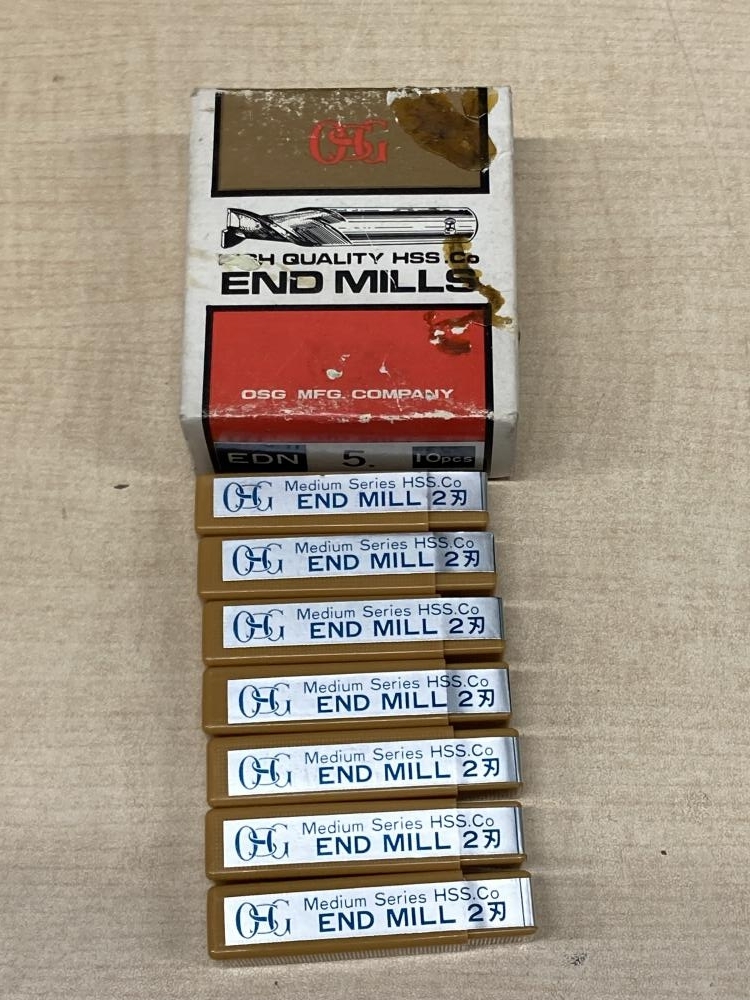 OSG
HIGH QUALITY HSS.Co
END MILLS
OSG MFG. COMPANY
EDN 5. 10pcs
OSG Medium Series HSS.Co
END MILL 2刃
OSG Medium Series HSS.Co
END MILL 2刃
OSG Medium Series HSS.Co
END MILL 2刃
OSG Medium Series HSS.Co
END MILL 2刃
OSG Medium Series HSS.Co
END MILL 2刃
OSG Medium Series HSS.Co
END MILL 2刃
OSG Medium Series HSS.Co
END MILL 2刃